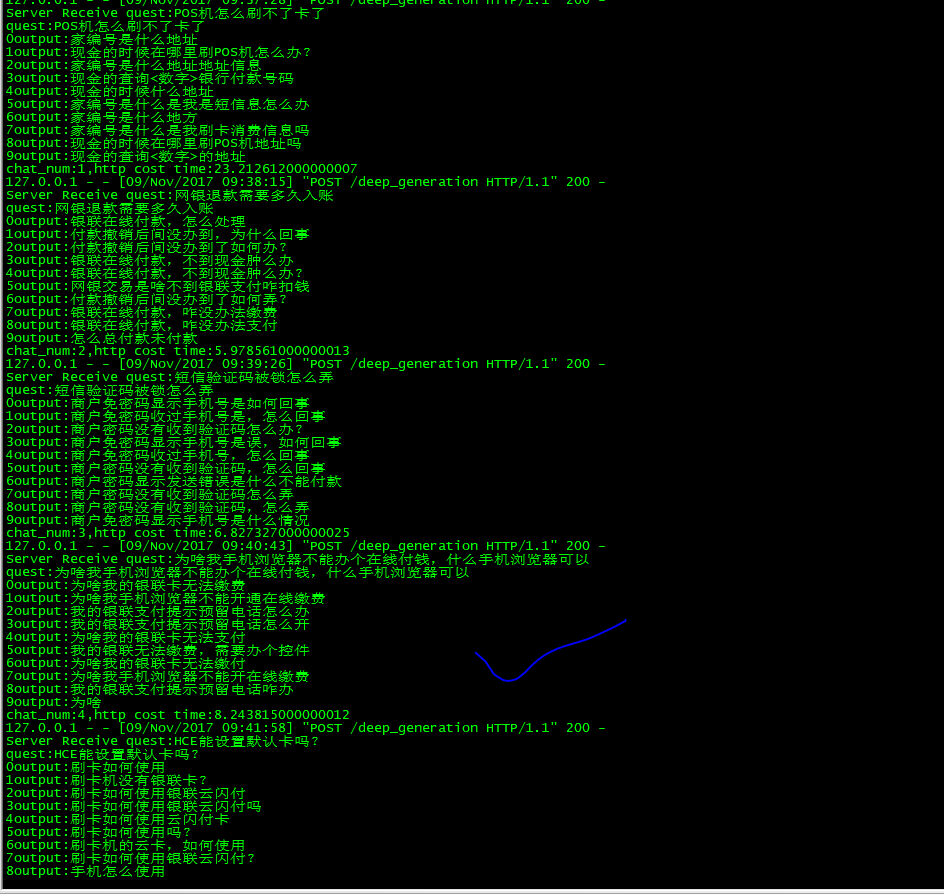 127.0.0.1 - - [09/Nov/2017 09:37:28] "POST /deep_generation HTTP/1.1" 200 -
Server Receive quest:POS机怎么刷不了卡了
quest:POS机怎么刷不了卡了
0output:家编号是什么地址
1output:现金的时候在哪里刷POS机怎么办?
2output:家编号是什么地址地址信息
3output:现金的查询<数字>银行付款号码
4output:现金的时候什么地址
5output:家编号是什么是我是短信息怎么办
6output:家编号是什么地方
7output:家编号是什么是我刷卡消费信息吗
8output:现金的时候在哪里刷POS机地址吗
9output:现金的查询<数字>的地址
chat_num:1,http cost time:23.212612000000007
127.0.0.1 - - [09/Nov/2017 09:38:15] "POST /deep_generation HTTP/1.1" 200 -
Server Receive quest:网银退款需要多久入账
quest:网银退款需要多久入账
0output:银联在线付款，怎么处理
1output:付款撤销后间没办到，为什么回事
2output:付款撤销后间没办到了如何办?
3output:银联在线付款，不到现金肿么办
4output:银联在线付款，不到现金肿么办?
5output:网银交易是啥不到银联支付咋扣钱
6output:付款撤销后间没办到了如何弄?
7output:银联在线付款，咋没办法缴费
8output:银联在线付款，咋没办法支付
9output:怎么总付款未付款
chat_num:2,http cost time:5.978561000000013
127.0.0.1 - - [09/Nov/2017 09:39:26] "POST /deep_generation HTTP/1.1" 200 -
Server Receive quest:短信验证码被锁怎么弄
quest:短信验证码被锁怎么弄
0output:商户免密码显示手机号是如何回事
1output:商户免密码收过手机号是，怎么回事
2output:商户密码没有收到验证码怎么办?
3output:商户免密码显示手机号是误，如何回事
4output:商户免密码收过手机号，怎么回事
5output:商户密码没有收到验证码，怎么回事
6output:商户密码显示发送错误是什么不能付款
7output:商户密码没有收到验证码怎么弄
8output:商户密码没有收到验证码，怎么弄
9output:商户免密码显示手机号是什么情况
chat_num:3,http cost time:6.827327000000025
127.0.0.1 - - [09/Nov/2017 09:40:43] "POST /deep_generation HTTP/1.1" 200 -
Server Receive quest:为啥我手机浏览器不能办个在线付钱，什么手机浏览器可以
quest:为啥我手机浏览器不能办个在线付钱，什么手机浏览器可以
0output:为啥我的银联卡无法缴费
1output:为啥我手机浏览器不能开通在线缴费
2output:我的银联支付提示预留电话怎么办
3output:我的银联支付提示预留电话怎么开
4output:为啥我的银联卡无法支付
5output:我的银联无法缴费，需要办个控件
6output:为啥我的银联卡无法缴付
7output:为啥我手机浏览器不能开在线缴费
8output:我的银联支付提示预留电话咋办
9output:为啥
chat_num:4,http cost time:8.243815000000012
127.0.0.1 - - [09/Nov/2017 09:41:58] "POST /deep_generation HTTP/1.1" 200 -
Server Receive quest:HCE能设置默认卡吗?
quest:HCE能设置默认卡吗?
0output:刷卡如何使用
1output:刷卡机没有银联卡?
2output:刷卡如何使用银联云闪付
3output:刷卡如何使用银联云闪付吗
4output:刷卡如何使用云闪付卡
5output:刷卡如何使用吗?
6output:刷卡机的云卡，如何使用
7output:刷卡如何使用银联云闪付?
8output:手机怎么使用